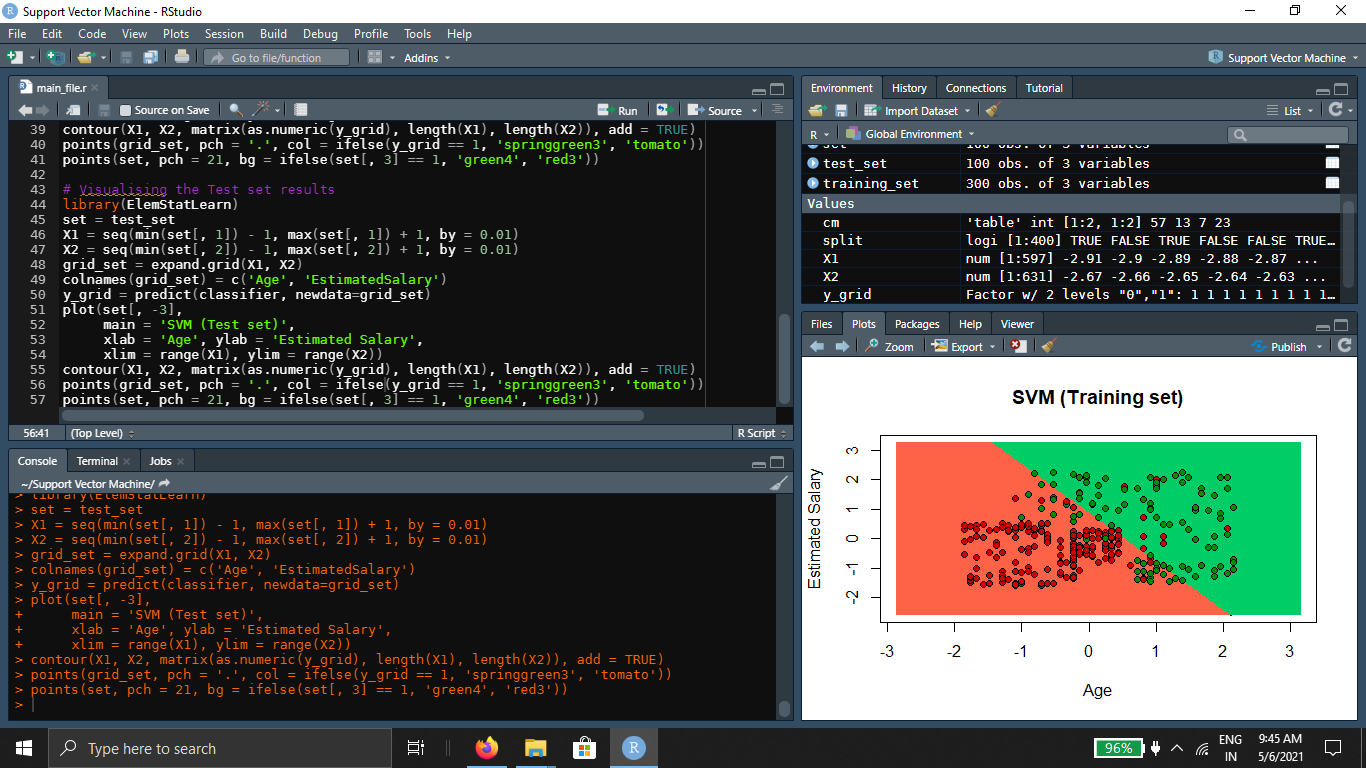 Support Vector Machine - RStudio
File Edit Code View Plots Session Build Debug Profile Tools Help
Go to file/function Addins Support Vector Machine
main_file.r
Source on Save Run Source
39 contour(X1, X2, matrix(as.numeric(y_grid), length(X1), length(X2)), add = TRUE)
40 points(grid_set, pch = '.', col = ifelse(y_grid == 1, 'springgreen3', 'tomato'))
41 points(set, pch = 21, bg = ifelse(set[, 3] == 1, 'green4', 'red3'))
42
43 # Visualising the Test set results
44 library(ElemStatLearn)
45 set = test_set
46 X1 = seq(min(set[, 1]) - 1, max(set[, 1]) + 1, by = 0.01)
47 X2 = seq(min(set[, 2]) - 1, max(set[, 2]) + 1, by = 0.01)
48 grid_set = expand.grid(X1, X2)
49 colnames(grid_set) = c('Age', 'EstimatedSalary')
50 y_grid = predict(classifier, newdata=grid_set)
51 plot(set[, -3],
52 main = 'SVM (Test set)',
53 xlab = 'Age', ylab = 'Estimated Salary',
54 xlim = range(X1), ylim = range(X2))
55 contour(X1, X2, matrix(as.numeric(y_grid), length(X1), length(X2)), add = TRUE)
56 points(grid_set, pch = '.', col = ifelse(y_grid == 1, 'springgreen3', 'tomato'))
57 points(set, pch = 21, bg = ifelse(set[, 3] == 1, 'green4', 'red3'))
56:41 (Top Level) R Script
Console Terminal Jobs
~/Support Vector Machine/
> library(ElemStatLearn)
> set = test_set
> X1 = seq(min(set[, 1]) - 1, max(set[, 1]) + 1, by = 0.01)
> X2 = seq(min(set[, 2]) - 1, max(set[, 2]) + 1, by = 0.01)
> grid_set = expand.grid(X1, X2)
> colnames(grid_set) = c('Age', 'EstimatedSalary')
> y_grid = predict(classifier, newdata=grid_set)
> plot(set[, -3],
+ main = 'SVM (Test set)',
+ xlab = 'Age', ylab = 'Estimated Salary',
+ xlim = range(X1), ylim = range(X2))
> contour(X1, X2, matrix(as.numeric(y_grid), length(X1), length(X2)), add = TRUE)
> points(grid_set, pch = '.', col = ifelse(y_grid == 1, 'springgreen3', 'tomato'))
> points(set, pch = 21, bg = ifelse(set[, 3] == 1, 'green4', 'red3'))
>
Environment History Connections Tutorial
Import Dataset List
R Global Environment
set 100 obs. of 3 variables
test_set 100 obs. of 3 variables
training_set 300 obs. of 3 variables
Values
cm 'table' int [1:2, 1:2] 57 13 7 23
split logi [1:400] TRUE FALSE TRUE FALSE FALSE TRUE…
X1 num [1:597] -2.91 -2.9 -2.89 -2.88 -2.87 ...
X2 num [1:631] -2.67 -2.66 -2.65 -2.64 -2.63 ...
y_grid Factor w/ 2 levels "0","1": 1 1 1 1 1 1 1 1 1…
Files Plots Packages Help Viewer
Zoom Export Publish
SVM (Training set)
Estimated Salary
3
2
1
0
-1
-2
-3 -2 -1 0 1 2 3
Age
Type here to search
96%
ENG
IN
9:45 AM
5/6/2021